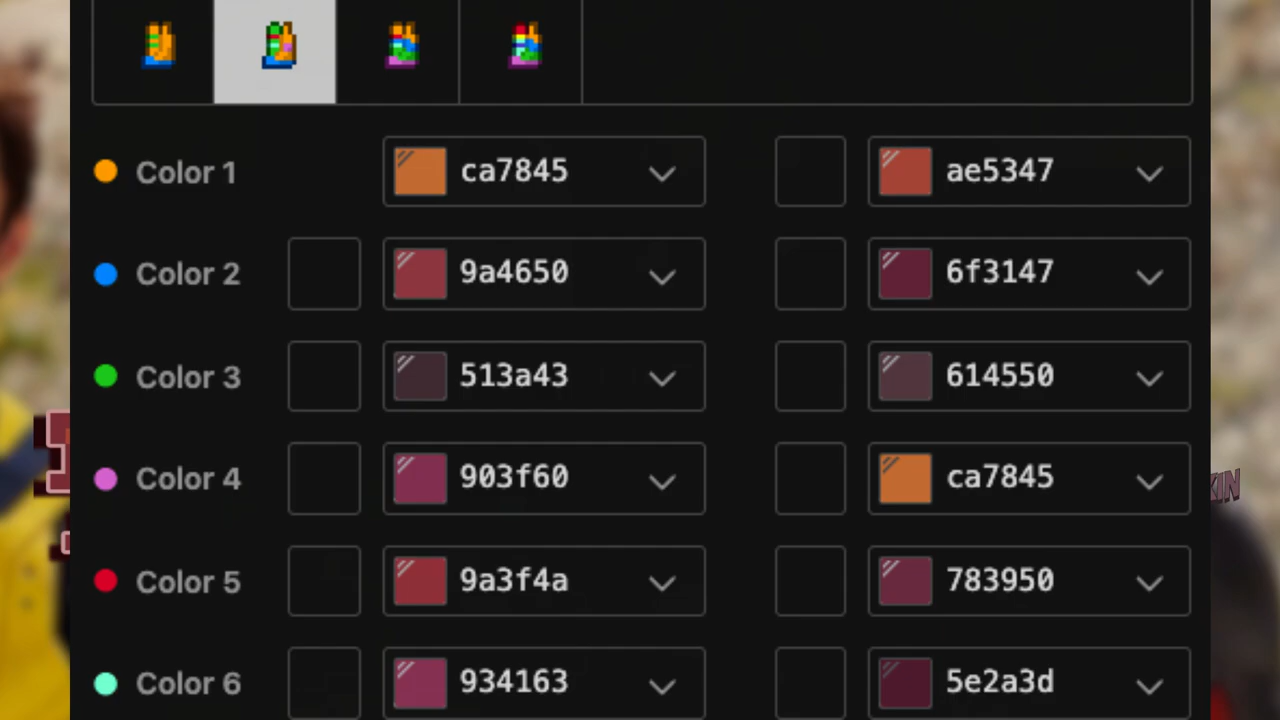 Color 1 ca7845 ae5347
Color 2 9a4650 6f3147
Color 3 513a43 614550
Color 4 903f60 ca7845
Color 5 9a3f4a 783950
Color 6 934163 5e2a3d